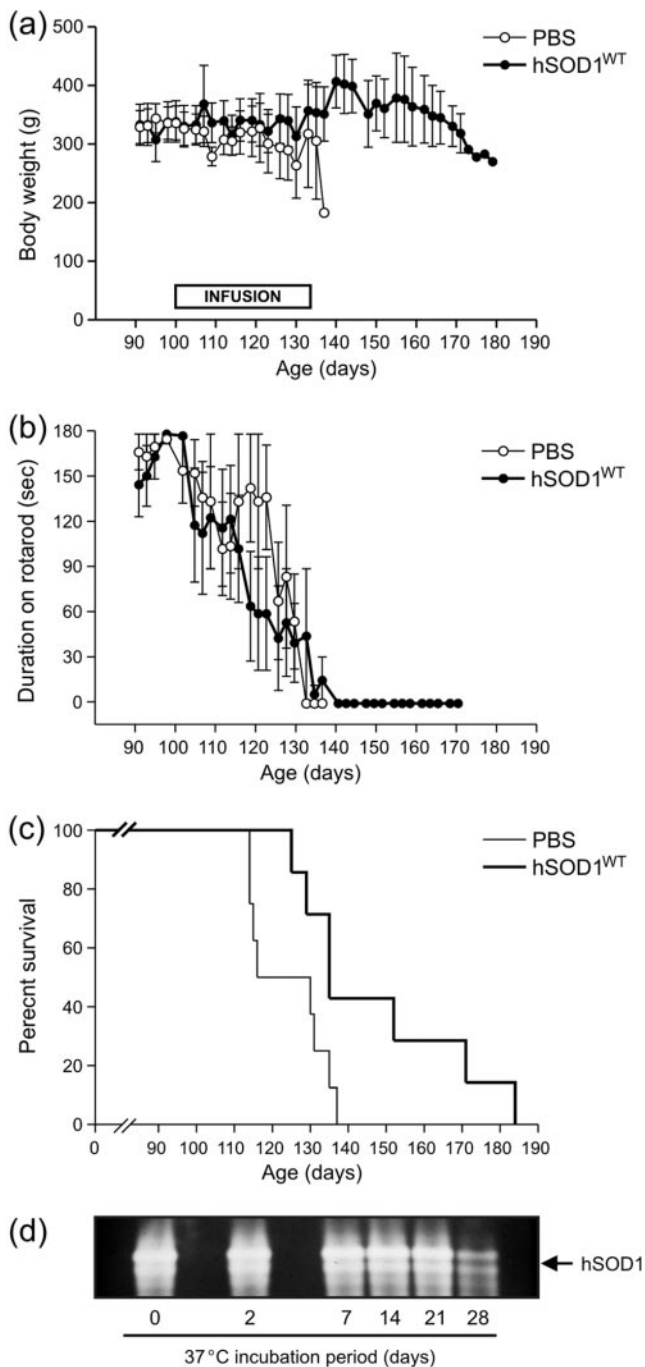 (a)
500
400
300
200
100
0
Body weight (g)
PBS
hSOD1WT
INFUSION
90 100 110 120 130 140 150 160 170 180 190
Age (days)
(b)
180
150
120
90
60
30
0
Duration on rotarod (sec)
PBS
hSOD1WT
90 100 110 120 130 140 150 160 170 180 190
Age (days)
(c)
100
80
60
40
20
0
Perecnt survival
PBS
hSOD1WT
0 90 100 110 120 130 140 150 160 170 180 190
Age (days)
(d)
hSOD1
0 2 7 14 21 28
37°C incubation period (days)